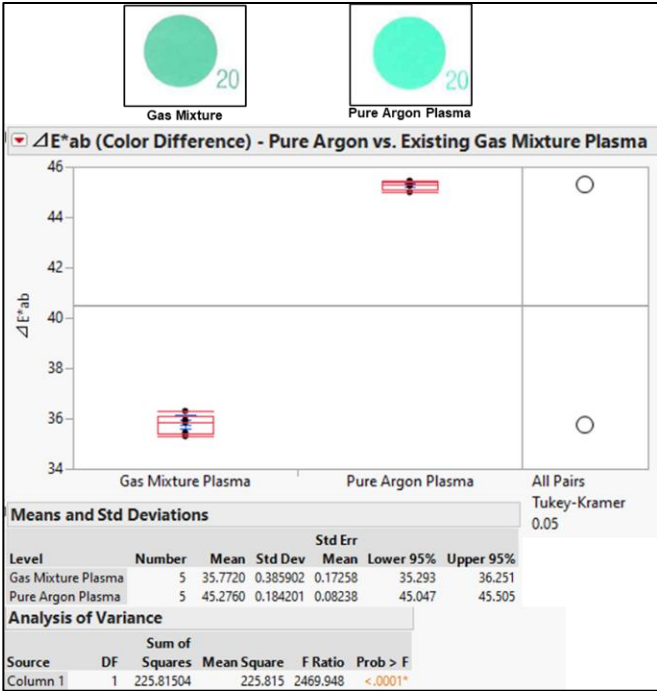 20
20
Gas Mixture
Pure Argon Plasma
⊿E*ab (Color Difference) - Pure Argon vs. Existing Gas Mixture Plasma
46
44
42
40
38
36
34
⊿E*ab
Gas Mixture Plasma
Pure Argon Plasma
All Pairs
Tukey-Kramer
0.05
Means and Std Deviations
Std Err
Level Number Mean Std Dev Mean Lower 95% Upper 95%
Gas Mixture Plasma 5 35.7720 0.385902 0.17258 35.293 36.251
Pure Argon Plasma 5 45.2760 0.184201 0.08238 45.047 45.505
Analysis of Variance
Sum of
Source DF Squares Mean Square F Ratio Prob > F
Column 1 1 225.81504 225.815 2469.948 <.0001*